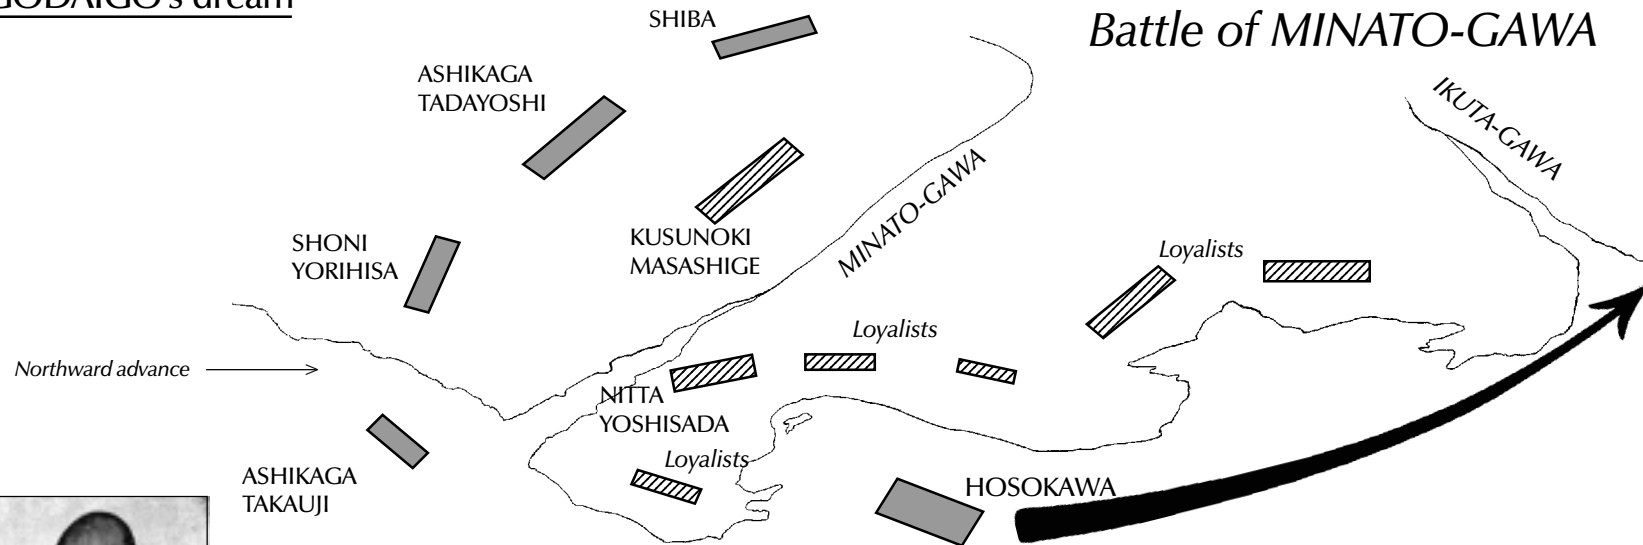 GODAIGO's dream
Battle of MINATO-GAWA
SHIBA
ASHIKAGA
TADAYOSHI
IKUTA-GAWA
MINATO-GAWA
SHONI
YORIHISA
KUSUNOKI
MASASHIGE
Loyalists
Loyalists
Northward advance
NITTA
YOSHISADA
Loyalists
ASHIKAGA
TAKAUJI
HOSOKAWA